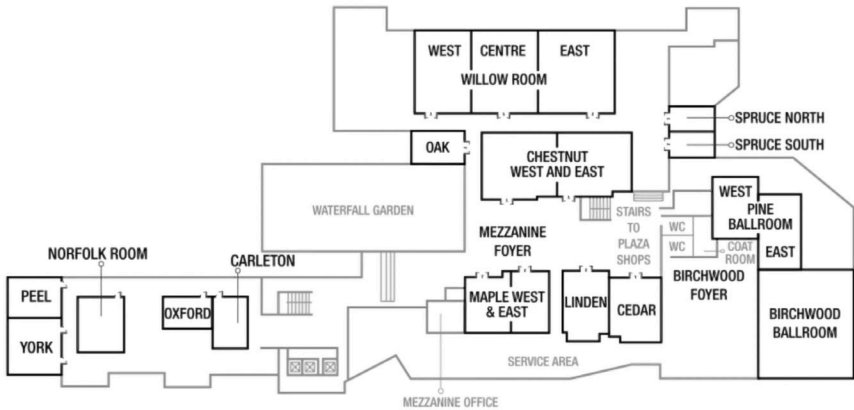 WEST
CENTRE
EAST
WILLOW ROOM
SPRUCE NORTH
SPRUCE SOUTH
OAK
CHESTNUT
WEST AND EAST
WATERFALL GARDEN
STAIRS
TO
PLAZA
SHOPS
WEST
PINE
BALLROOM
EAST
WC
WC
COAT
ROOM
MEZZANINE
FOYER
NORFOLK ROOM
CARLETON
BIRCHWOOD
FOYER
PEEL
OXFORD
YORK
MAPLE WEST
& EAST
LINDEN
CEDAR
BIRCHWOOD
BALLROOM
SERVICE AREA
MEZZANINE OFFICE